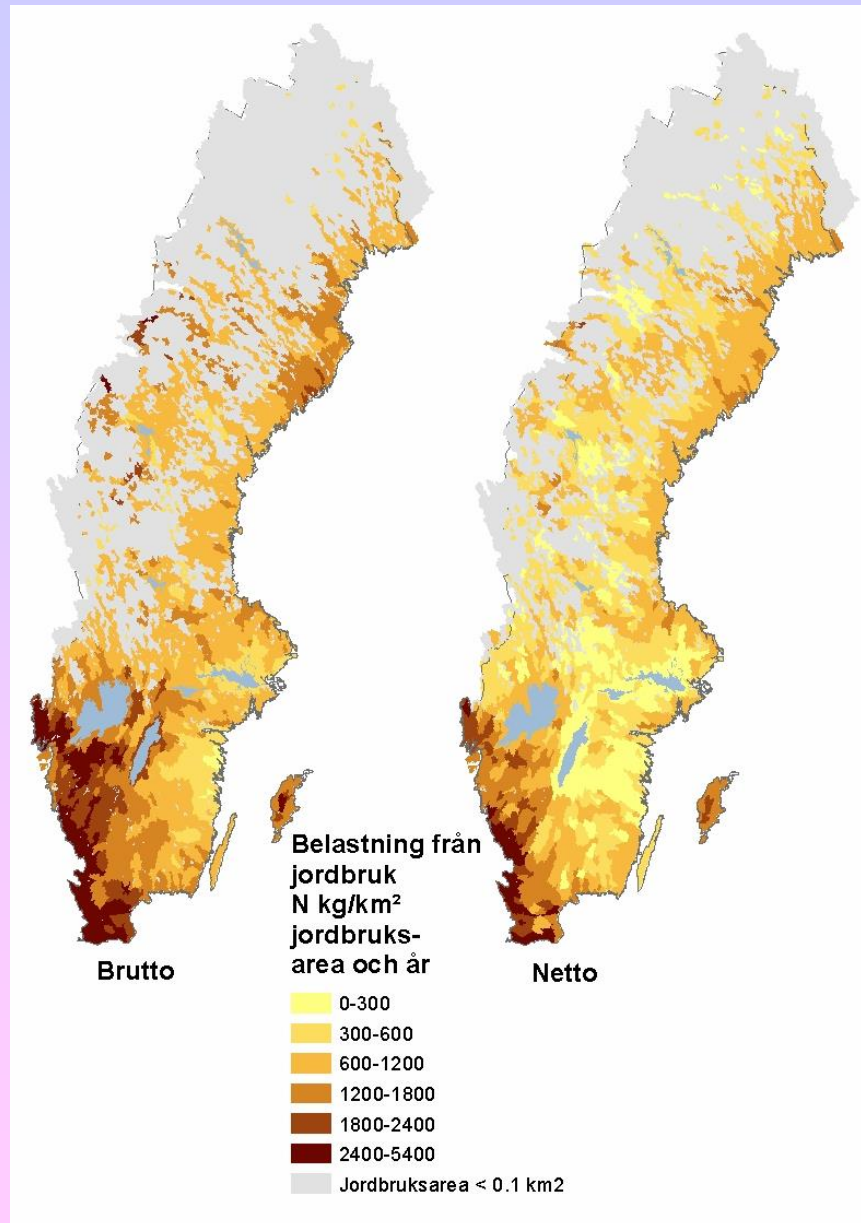 Belastning från
jordbruk
N kg/km²
jordbruks-
area och år
Brutto
Netto
0-300
300-600
600-1200
1200-1800
1800-2400
2400-5400
Jordbruksarea < 0.1 km2